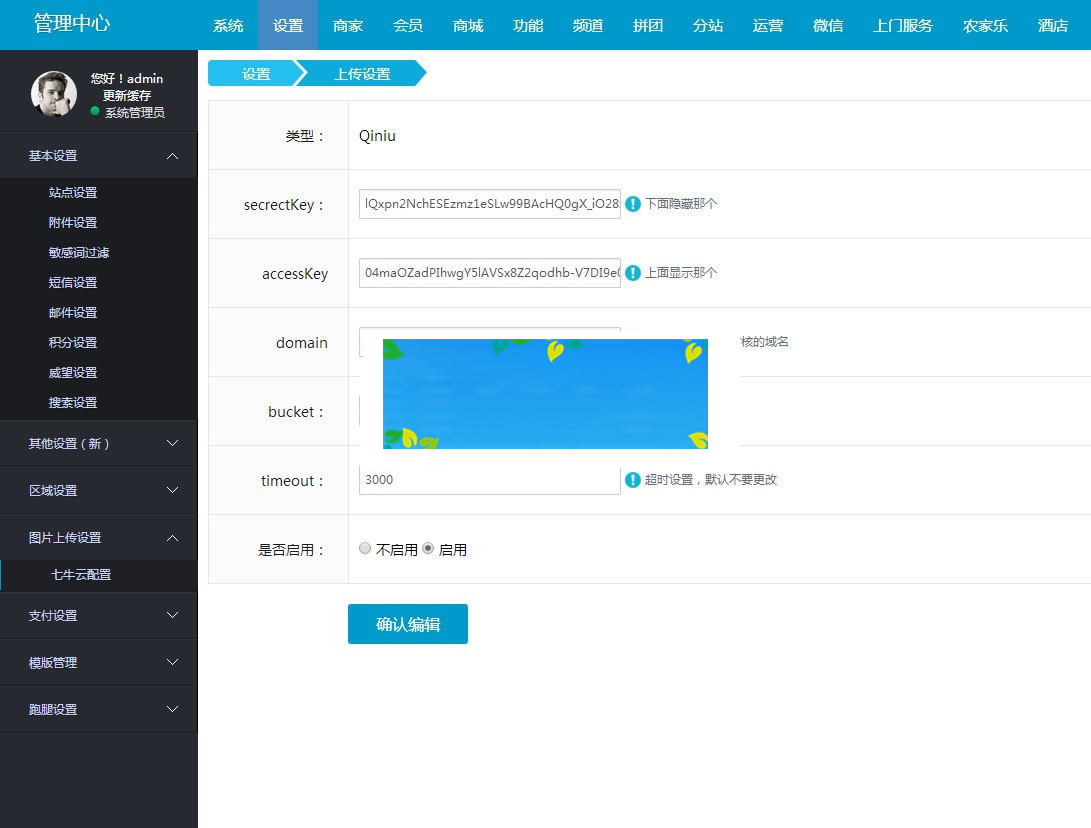 管理中心
系统 设置 商家 会员 商城 功能 频道 拼团 分站 运营 微信 上门服务 农家乐 酒店
您好！admin
更新缓存
系统管理员
基本设置
站点设置
附件设置
敏感词过滤
短信设置
邮件设置
积分设置
威望设置
搜索设置
其他设置（新）
区域设置
图片上传设置
七牛云配置
支付设置
模版管理
跑腿设置
设置 上传设置
类型： Qiniu
secrectKey： lQxpn2NchESEzmz1eSLw99BAcHQ0gX_iO28 下面隐藏那个
accessKey 04maOZadPIhwgY5lAVSx8Z2qodhb-V7DI9e 上面显示那个
domain 核的域名
bucket：
timeout： 3000 超时设置，默认不要更改
是否启用： 不启用 启用
确认编辑